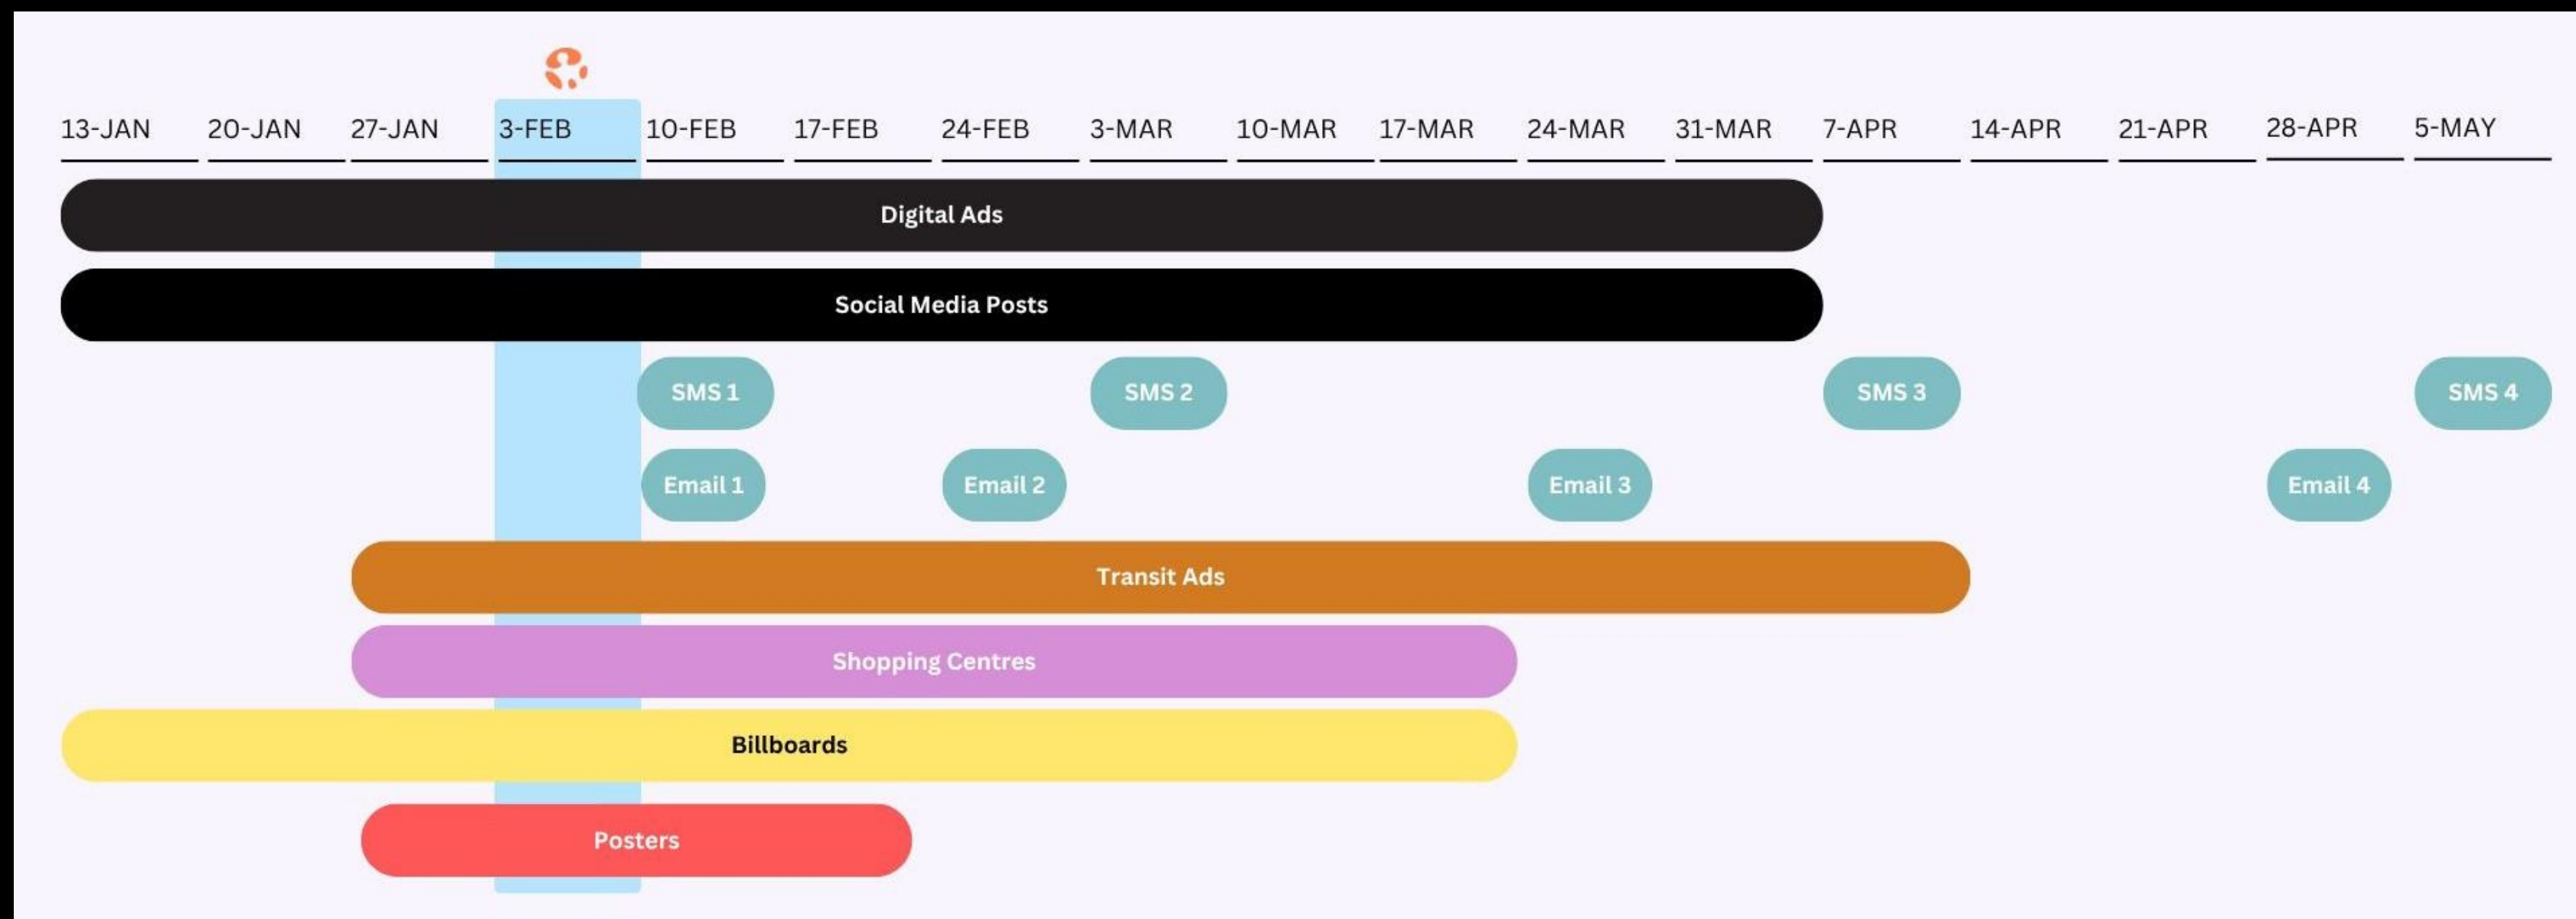 13-JAN 20-JAN 27-JAN 3-FEB 10-FEB 17-FEB 24-FEB 3-MAR 10-MAR 17-MAR 24-MAR 31-MAR 7-APR 14-APR 21-APR 28-APR 5-MAY
Digital Ads
Social Media Posts
SMS 1 SMS 2 SMS 3 SMS 4
Email 1 Email 2 Email 3 Email 4
Transit Ads
Shopping Centres
Billboards
Posters